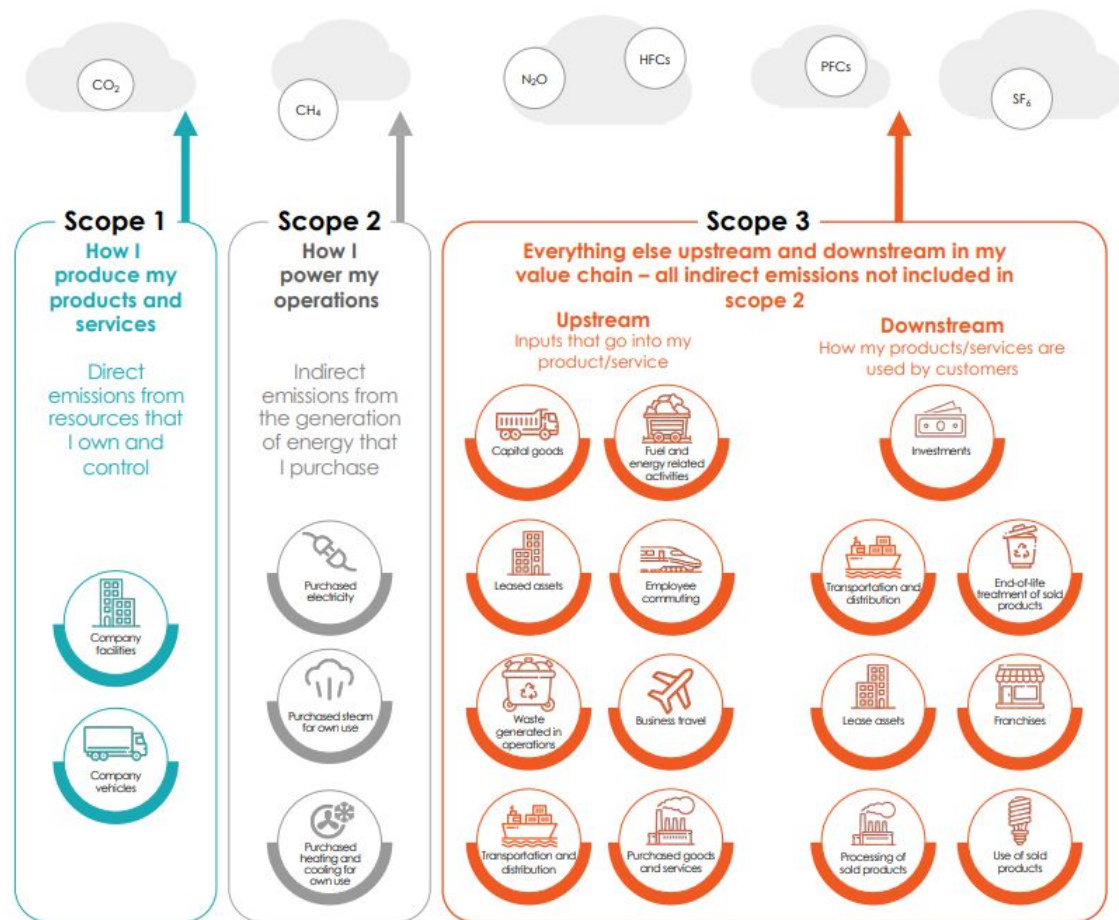 CO₂
CH₄
N₂O
HFCs
PFCs
SF₆
Scope 1
How I
produce my
products and
services
Direct
emissions from
resources that
I own and
control
Company
facilities
Company
vehicles
Scope 2
How I
power my
operations
Indirect
emissions from
the generation
of energy that
I purchase
Purchased
electricity
Purchased steam
for own use
Purchased
heating and
cooling for
own use
Scope 3
Everything else upstream and downstream in my
value chain – all indirect emissions not included in
scope 2
Upstream
Inputs that go into my
product/service
Capital goods
Fuel and
energy related
activities
Leased assets
Employee
commuting
Waste
generated in
operations
Business travel
Transportation and
distribution
Purchased goods
and services
Downstream
How my products/services are
used by customers
Investments
Transportation and
distribution
End-of-life
treatment of sold
products
Lease assets
Franchises
Processing of
sold products
Use of sold
products